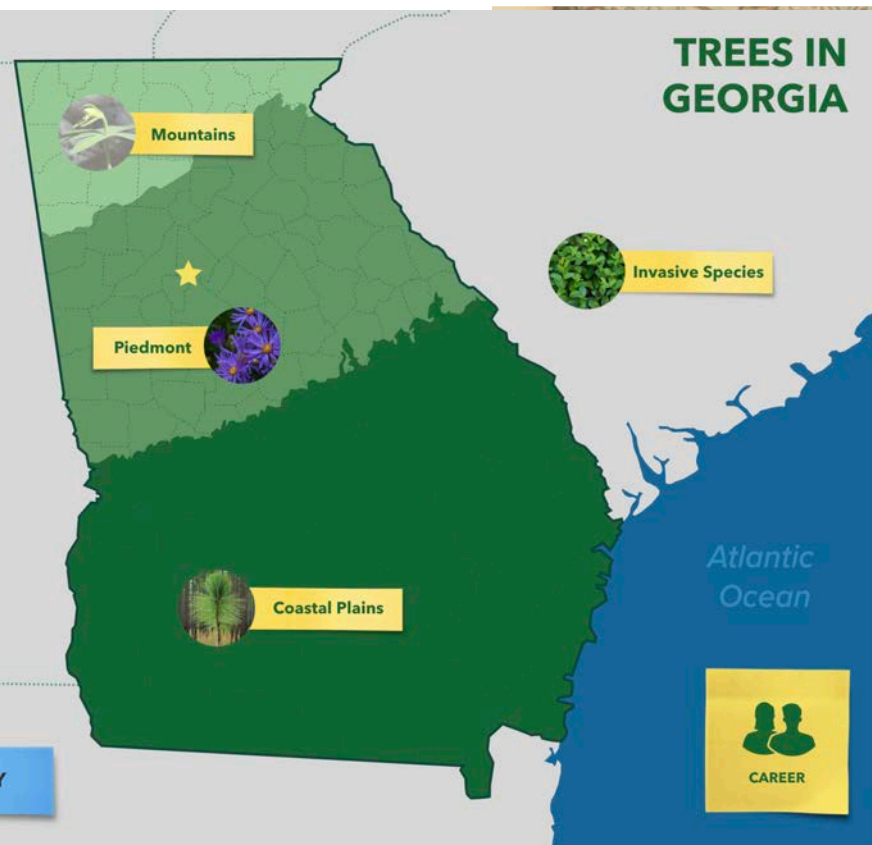 TREES IN
GEORGIA
Mountains
Invasive Species
Piedmont
Atlantic
Ocean
Coastal Plains
CAREER
Y